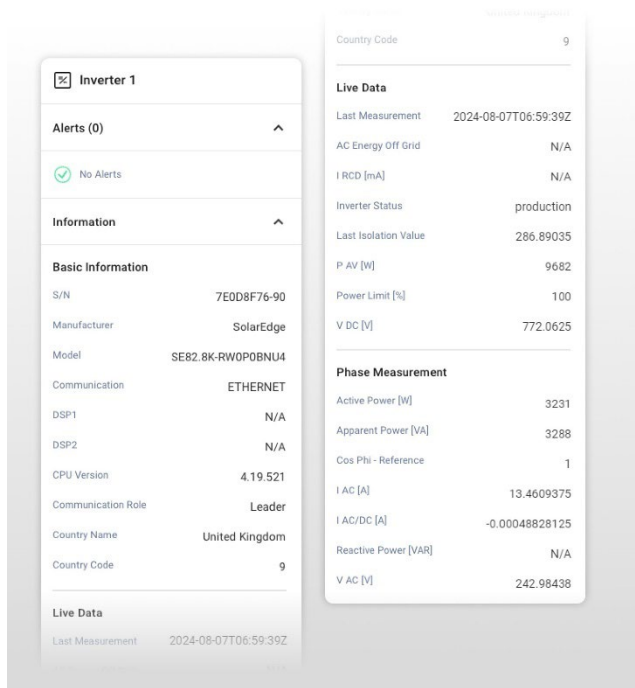 Inverter 1
Alerts (0)
No Alerts
Information
Basic Information
S/N 7E0D8F76-90
Manufacturer SolarEdge
Model SE82.8K-RW0P0BNU4
Communication ETHERNET
DSP1 N/A
DSP2 N/A
CPU Version 4.19.521
Communication Role Leader
Country Name United Kingdom
Country Code 9
Live Data
Last Measurement 2024-08-07T06:59:39Z
Country Code 9
Live Data
Last Measurement 2024-08-07T06:59:39Z
AC Energy Off Grid N/A
I RCD [mA] N/A
Inverter Status production
Last Isolation Value 286.89035
P AV [W] 9682
Power Limit [%] 100
V DC [V] 772.0625
Phase Measurement
Active Power [W] 3231
Apparent Power [VA] 3288
Cos Phi - Reference 1
I AC [A] 13.4609375
I AC/DC [A] -0.00048828125
Reactive Power [VAR] N/A
V AC [V] 242.98438